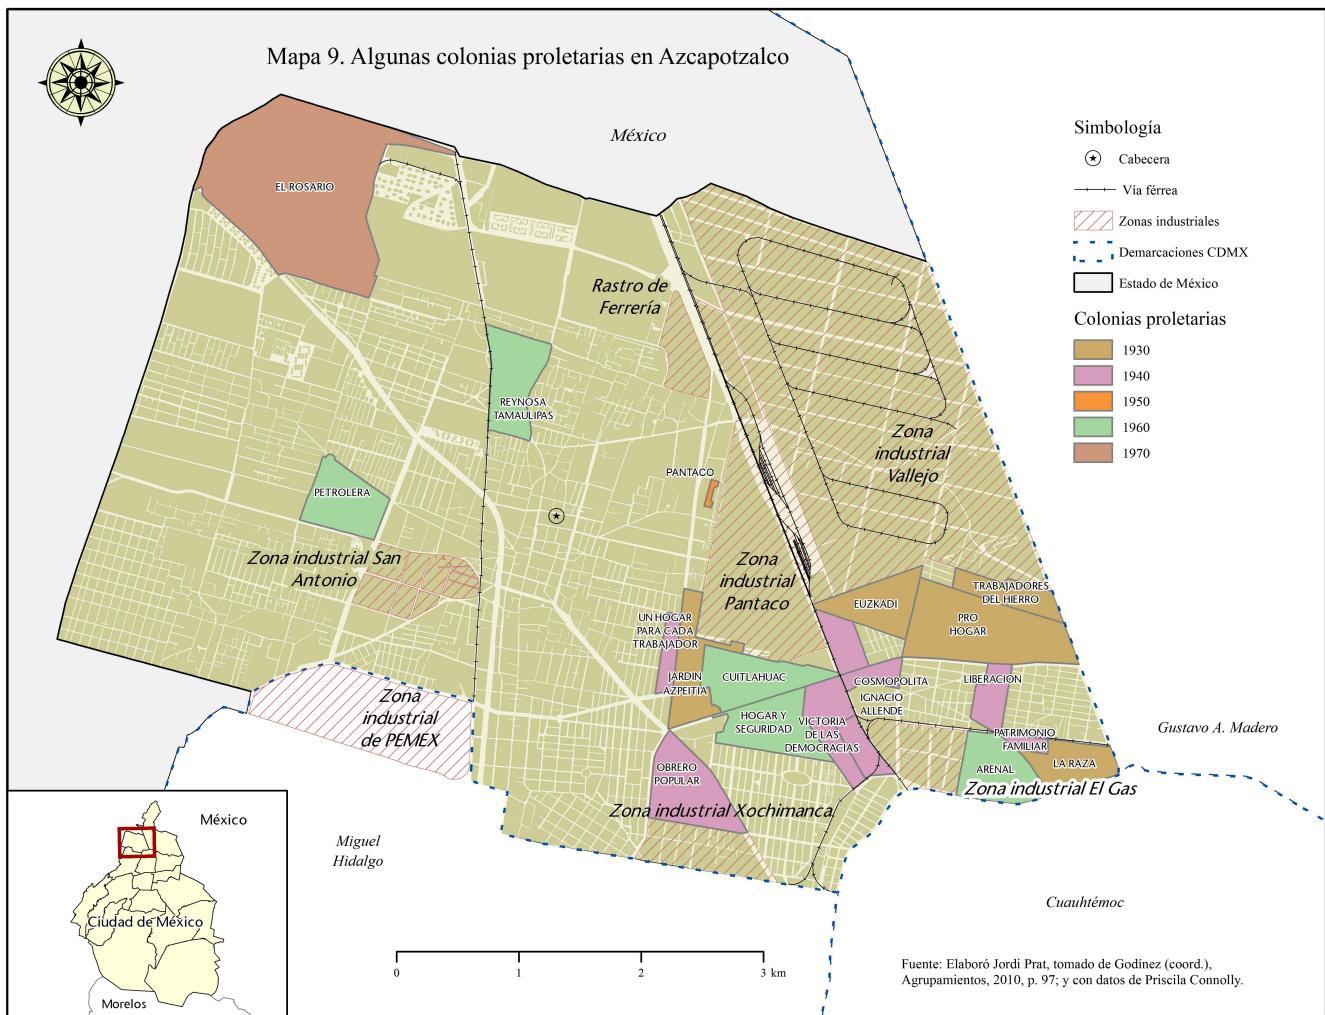 Mapa 9. Algunas colonias proletarias en Azcapotzalco
México
Simbología
Cabecera
Vía férrea
Zonas industriales
Demarcaciones CDMX
Estado de México
Colonias proletarias
1930
1940
1950
1960
1970
EL ROSARIO
Rastro de
Ferrería
REYNOSA
TAMAULIPAS
Zona
industrial
Vallejo
PANTACO
PETROLERA
Zona industrial San
Antonio
Zona
industrial
Pantaco
TRABAJADORES
DEL HIERRO
EUZKADI
PRO
HOGAR
UN HOGAR
PARA CADA
TRABAJADOR
JARDIN
AZPEITIA
CUITLAHUAC
COSMOPOLITA
LIBERACION
IGNACIO
ALLENDE
Zona
industrial
de PEMEX
HOGAR Y
SEGURIDAD
VICTORIA
DE LAS
DEMOCRACIAS
PATRIMONIO
FAMILIAR
LA RAZA
ARENAL
OBRERO
POPULAR
Zona industrial El Gas
Zona industrial Xochimanca
Gustavo A. Madero
Miguel
Hidalgo
Cuauhtémoc
México
Ciudad de México
Morelos
0 1 2 3 km
Fuente: Elaboró Jordi Prat, tomado de Godínez (coord.),
Agrupamientos, 2010, p. 97; y con datos de Priscila Connolly.